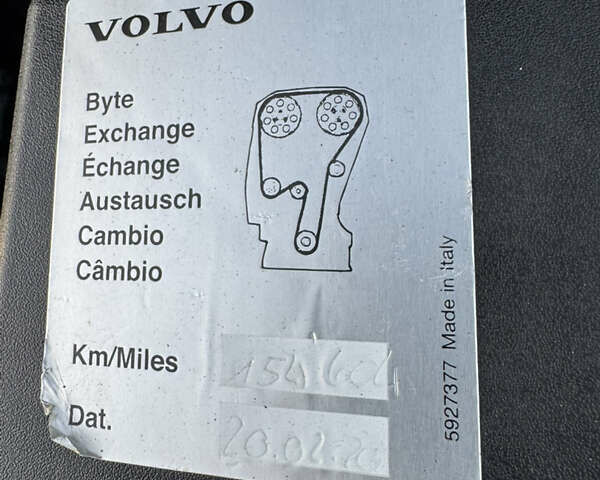 VOLVO
Byte
Exchange
Échange
Austausch
Cambio
Câmbio
Km/Miles
Dat.
5927377 Made in Italy